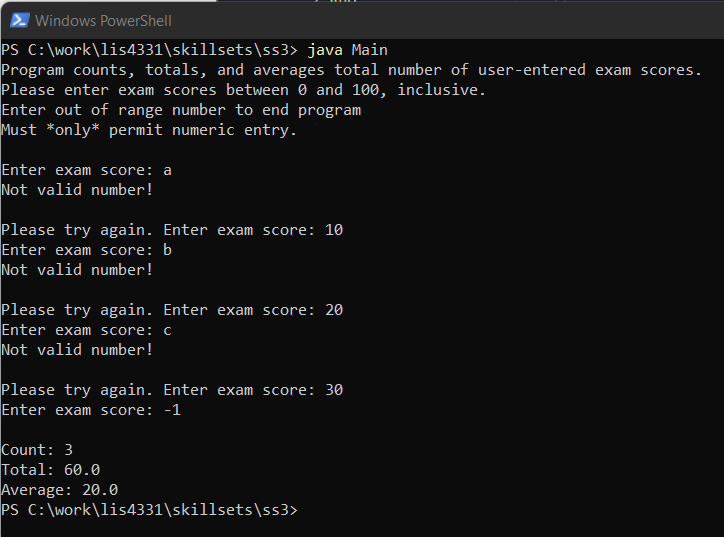 Windows PowerShell
PS C:\work\lis4331\skillsets\ss3> java Main
Program counts, totals, and averages total number of user-entered exam scores.
Please enter exam scores between 0 and 100, inclusive.
Enter out of range number to end program
Must *only* permit numeric entry.
Enter exam score: a
Not valid number!
Please try again. Enter exam score: 10
Enter exam score: b
Not valid number!
Please try again. Enter exam score: 20
Enter exam score: c
Not valid number!
Please try again. Enter exam score: 30
Enter exam score: -1
Count: 3
Total: 60.0
Average: 20.0
PS C:\work\lis4331\skillsets\ss3>